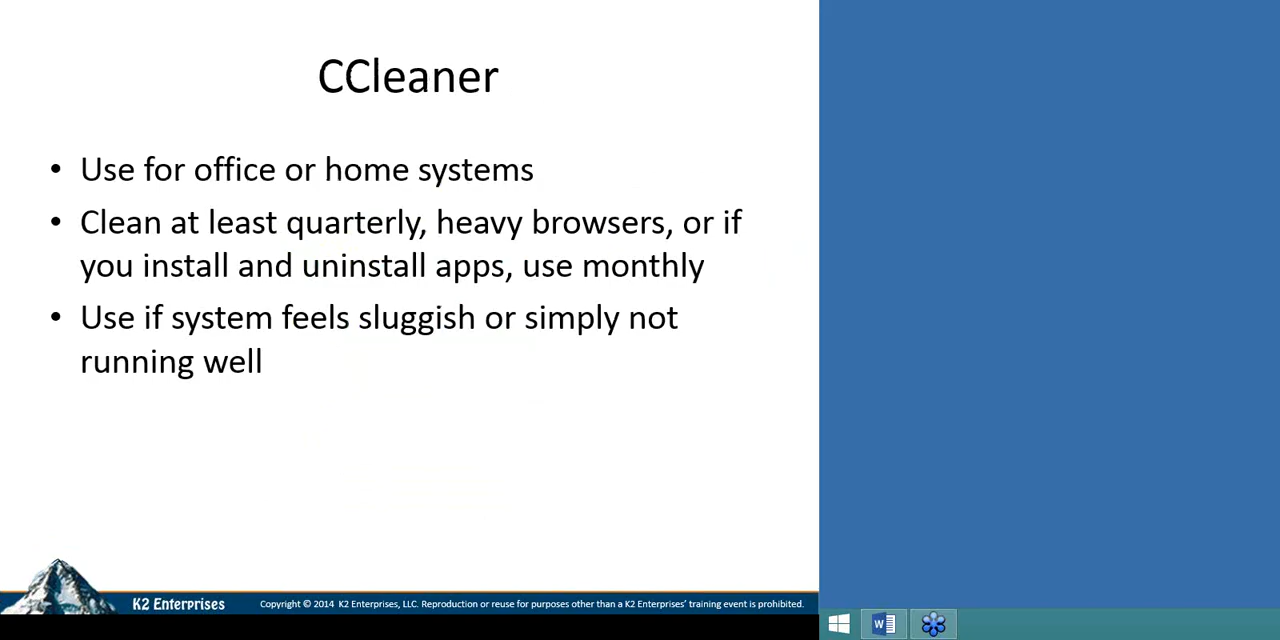 CCleaner
• Use for office or home systems
• Clean at least quarterly, heavy browsers, or if
you install and uninstall apps, use monthly
• Use if system feels sluggish or simply not
running well
K2 Enterprises
Copyright © 2014 K2 Enterprises, LLC. Reproduction or reuse for purposes other than a K2 Enterprises' training event is prohibited.
W